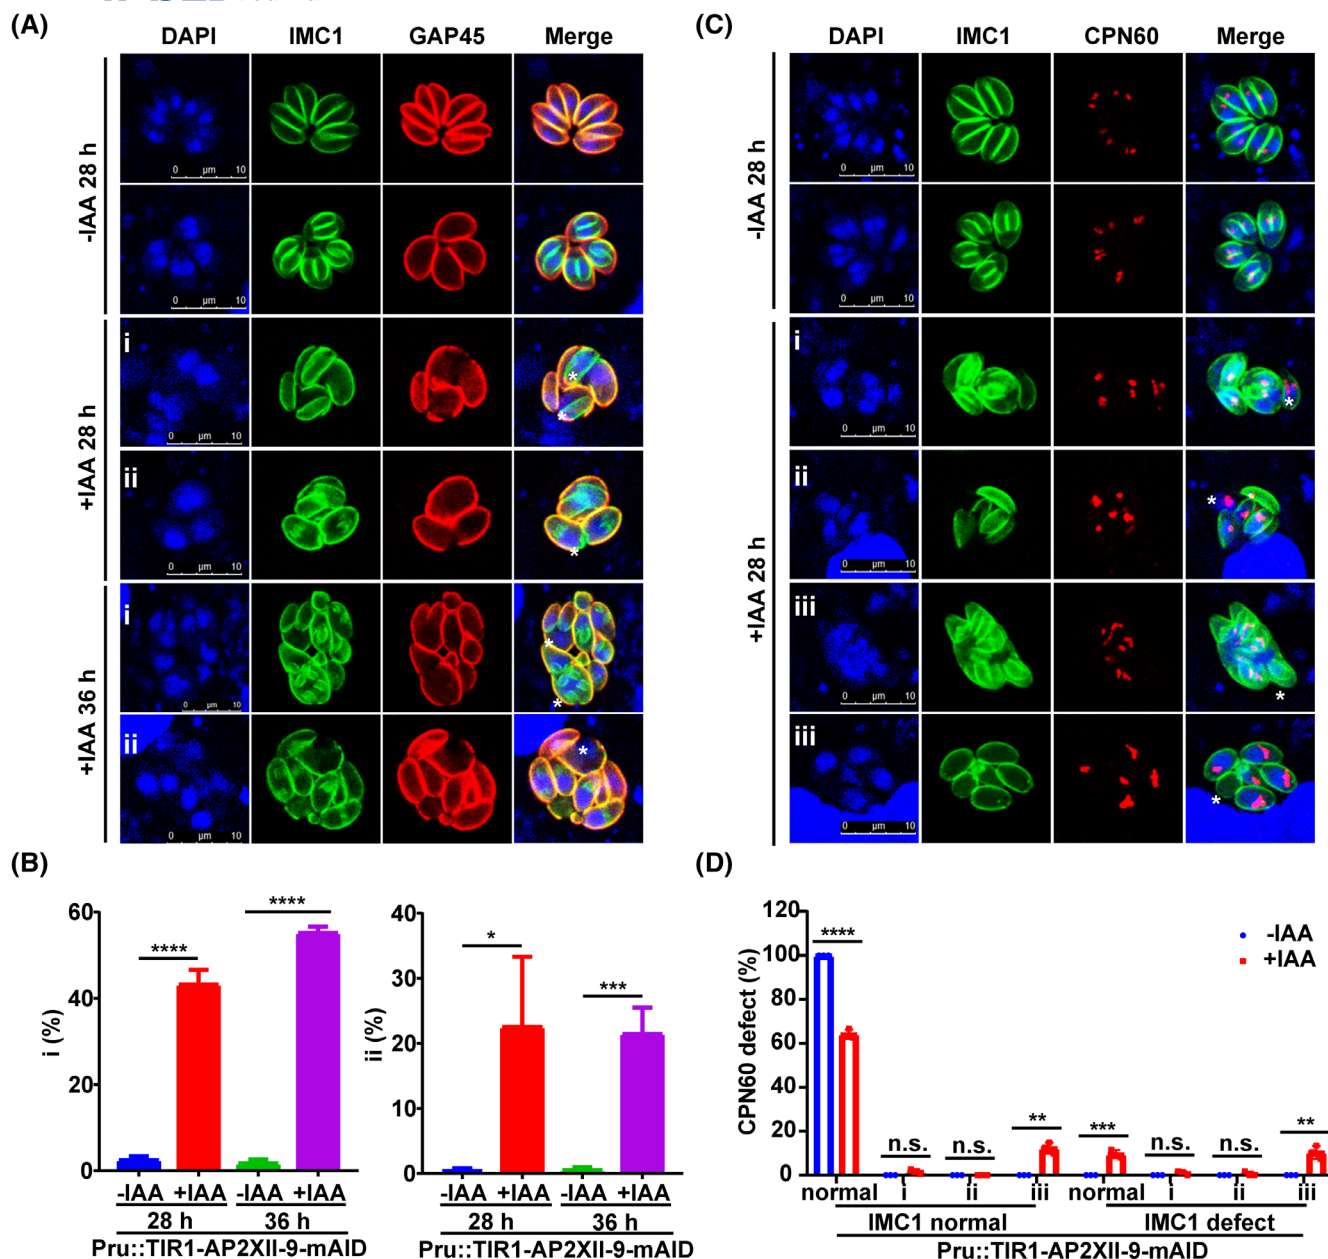 (A)
DAPI IMC1 GAP45 Merge
-IAA 28 h
0 µm 10
0 µm 10
+IAA 28 h
i
0 µm 10
ii
0 µm 10
+IAA 36 h
i
0 µm 10
ii
0 µm 10
* * * * * *
(C)
DAPI IMC1 CPN60 Merge
-IAA 28 h
0 µm 10
0 µm 10
+IAA 28 h
i
0 µm 10
ii
0 µm 10
iii
0 µm 10
iii
0 µm 10
* * * *
(B)
i (%)
60
40
20
0
**** ****
-IAA +IAA -IAA +IAA
28 h 36 h
ii (%)
40
30
20
10
0
* ***
-IAA +IAA -IAA +IAA
28 h 36 h
Pru::TIR1-AP2XII-9-mAID
(D)
CPN60 defect (%)
120
100
80
60
40
20
0
-IAA
+IAA
**** n.s. n.s. ** *** n.s. n.s. **
normal i ii iii normal i ii iii
IMC1 normal IMC1 defect
Pru::TIR1-AP2XII-9-mAID